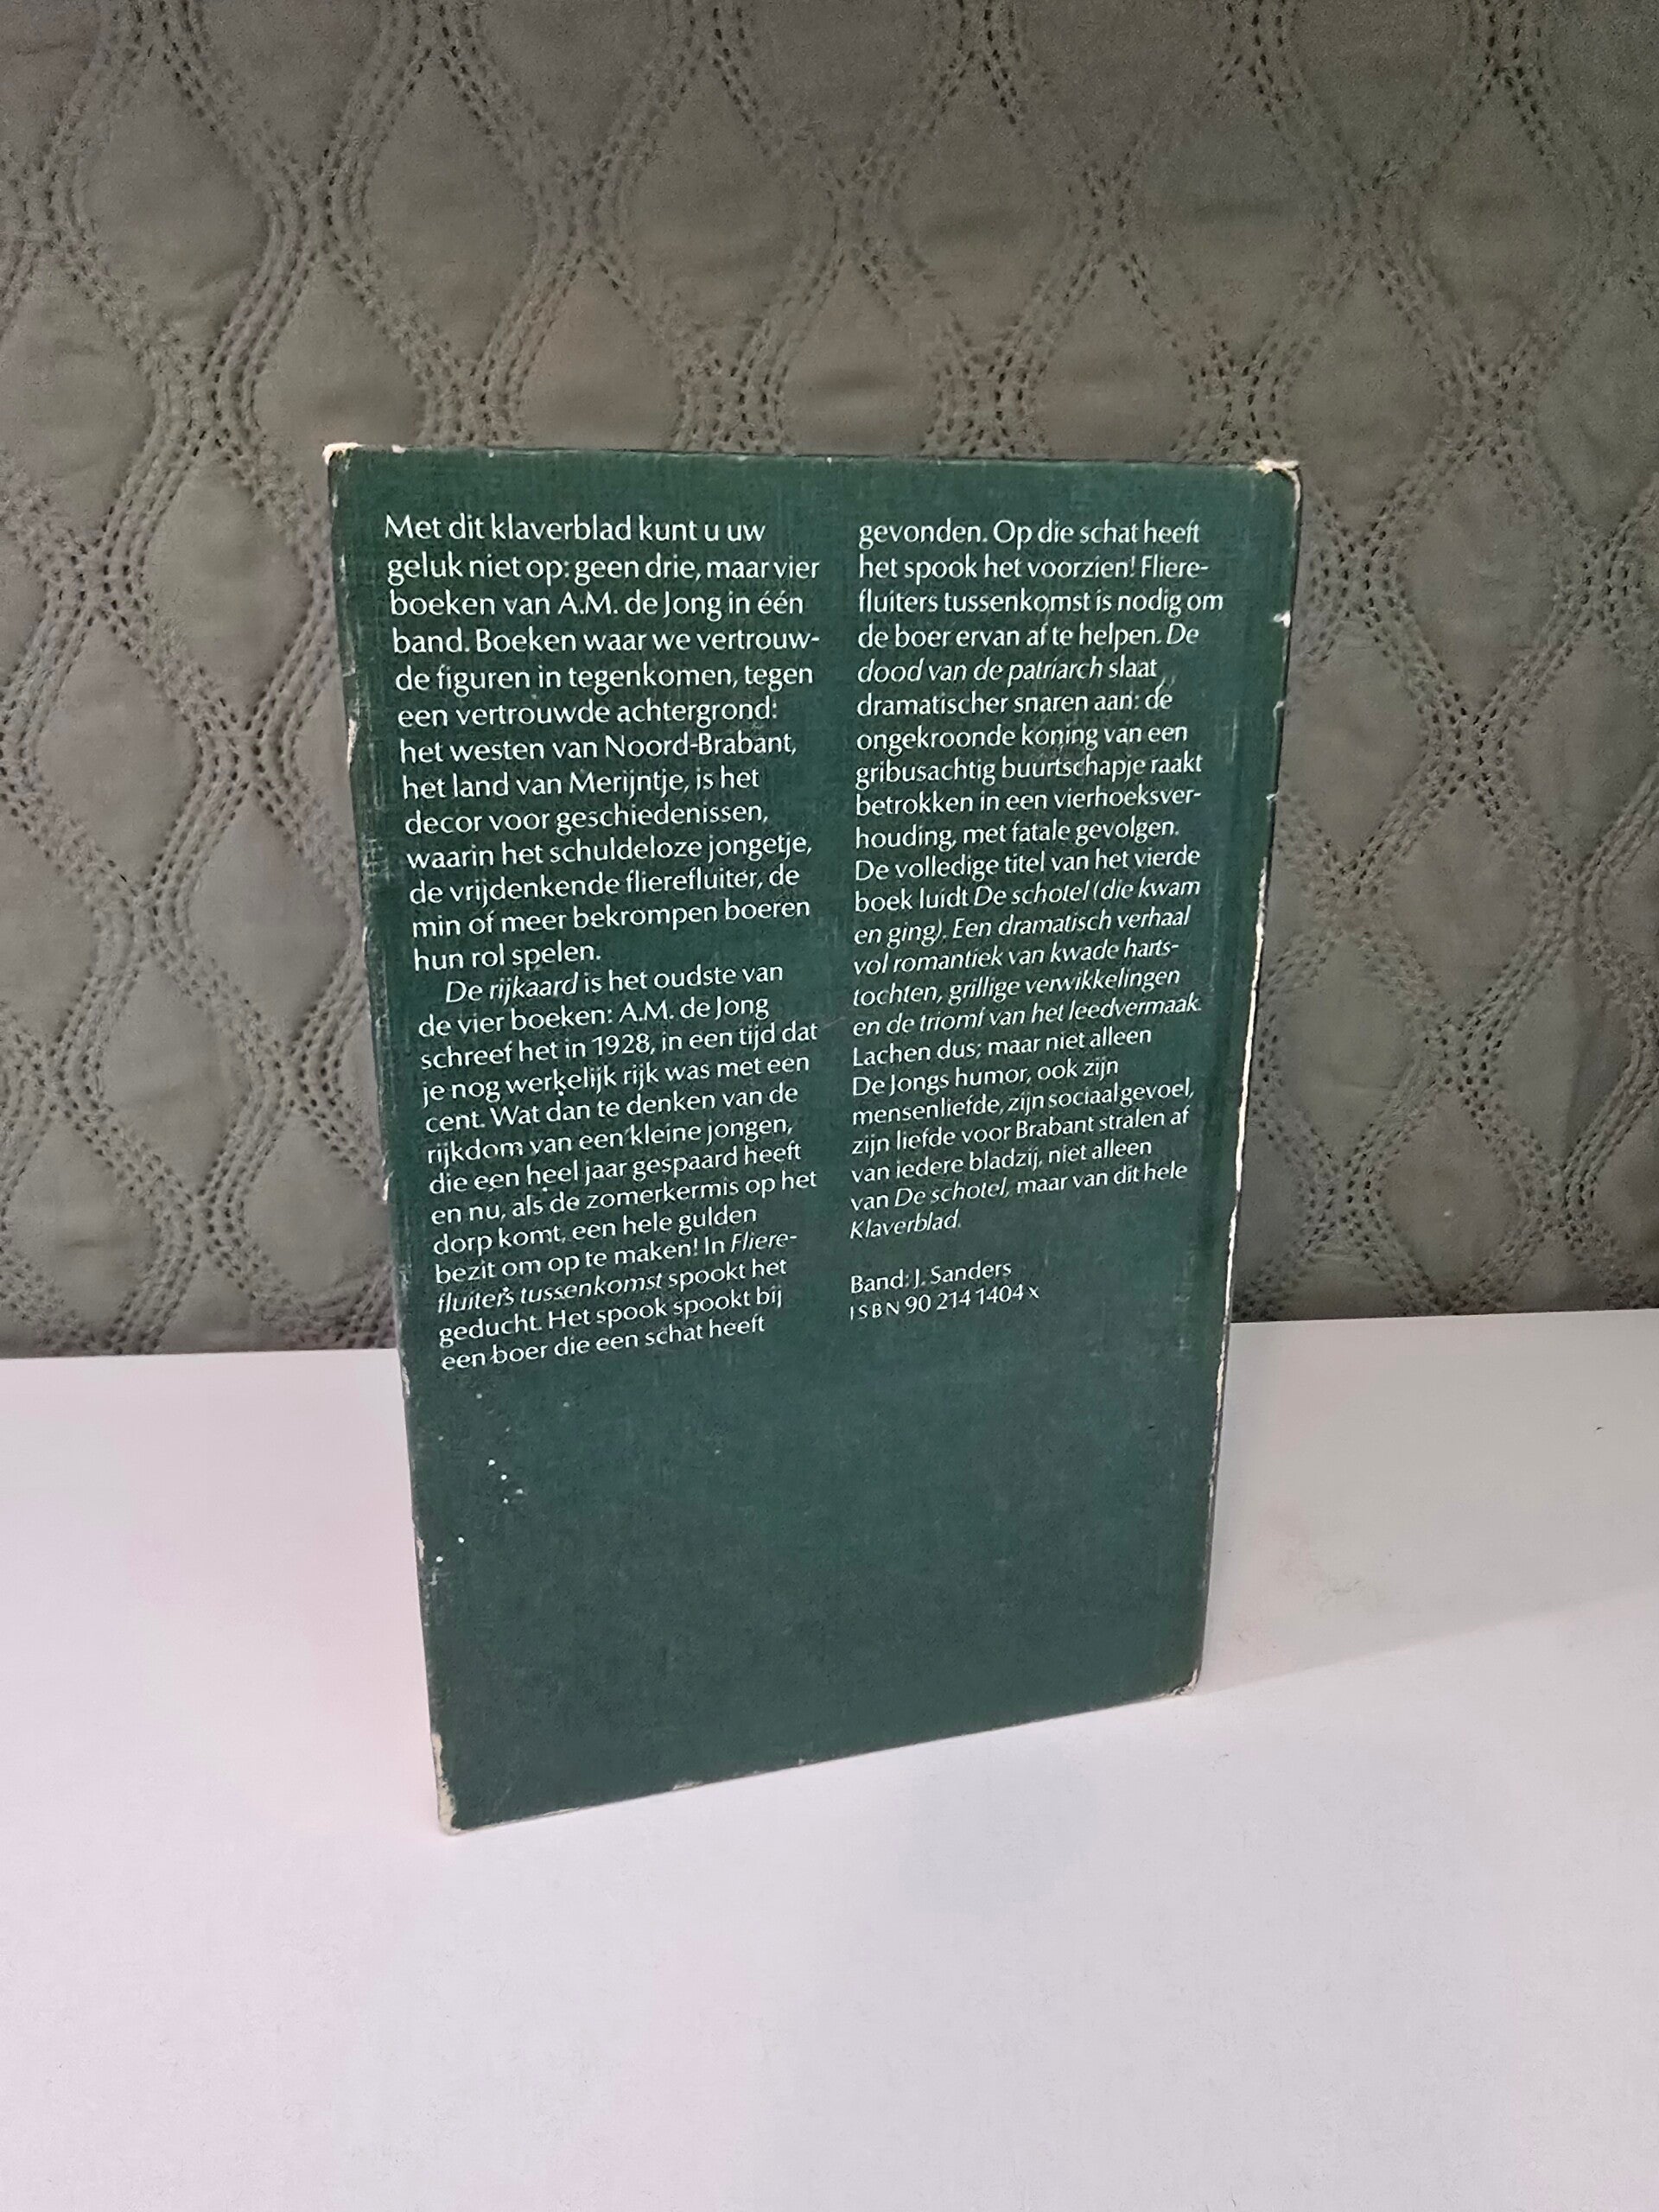 Met dit klaverblad kunt u uw
geluk niet op: geen drie, maar vier
boeken van A.M. de Jong in één
band. Boeken waar we vertrouw-
de figuren in tegenkomen, tegen
een vertrouwde achtergrond:
het westen van Noord-Brabant,
het land van Merijntje, is het
decor voor geschiedenissen,
waarin het schuldeloze jongetje,
de vrijdenkende flierefluiter, de
min of meer bekrompen boeren
hun rol spelen.
De rijkaard is het oudste van
de vier boeken: A.M. de Jong
schreef het in 1928, in een tijd dat
je nog werkelijk rijk was met een
cent. Wat dan te denken van de
rijkdom van een kleine jongen,
die een heel jaar gespaard heeft
en nu, als de zomerkermis op het
dorp komt, een hele gulden
bezit om op te maken! In Fliere-
fluiters tussenkomst spookt het
geducht. Het spook spookt bij
een boer die een schat heeft
gevonden. Op die schat heeft
het spook het voorzien! Fliere-
fluiters tussenkomst is nodig om
de boer ervan af te helpen. De
dood van de patriarch slaat
dramatischer snaren aan: de
ongekroonde koning van een
gribusachtig buurtschapje raakt
betrokken in een vierhoeksver-
houding, met fatale gevolgen.
De volledige titel van het vierde
boek luidt De schotel (die kwam
en ging). Een dramatisch verhaal
vol romantiek van kwade harts-
tochten, grillige verwikkelingen
en de triomf van het leedvermaak.
Lachen dus; maar niet alleen
De Jongs humor, ook zijn
mensenliefde, zijn sociaal gevoel,
zijn liefde voor Brabant stralen af
van iedere bladzij, niet alleen
van De schotel, maar van dit hele
Klaverblad.
Band: J. Sanders
ISBN 90 214 1404 x